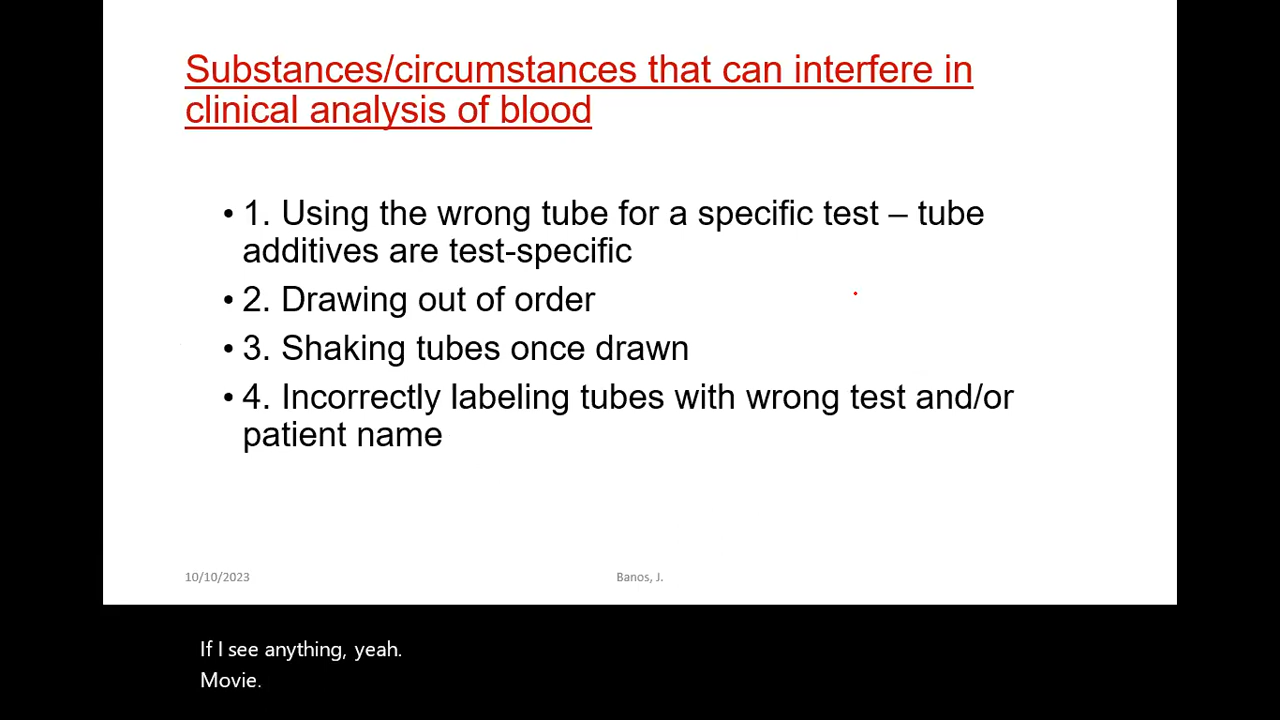 Substances/circumstances that can interfere in
clinical analysis of blood
• 1. Using the wrong tube for a specific test – tube
additives are test-specific
• 2. Drawing out of order
• 3. Shaking tubes once drawn
• 4. Incorrectly labeling tubes with wrong test and/or
patient name
10/10/2023
Banos, J.
If I see anything, yeah.
Movie.